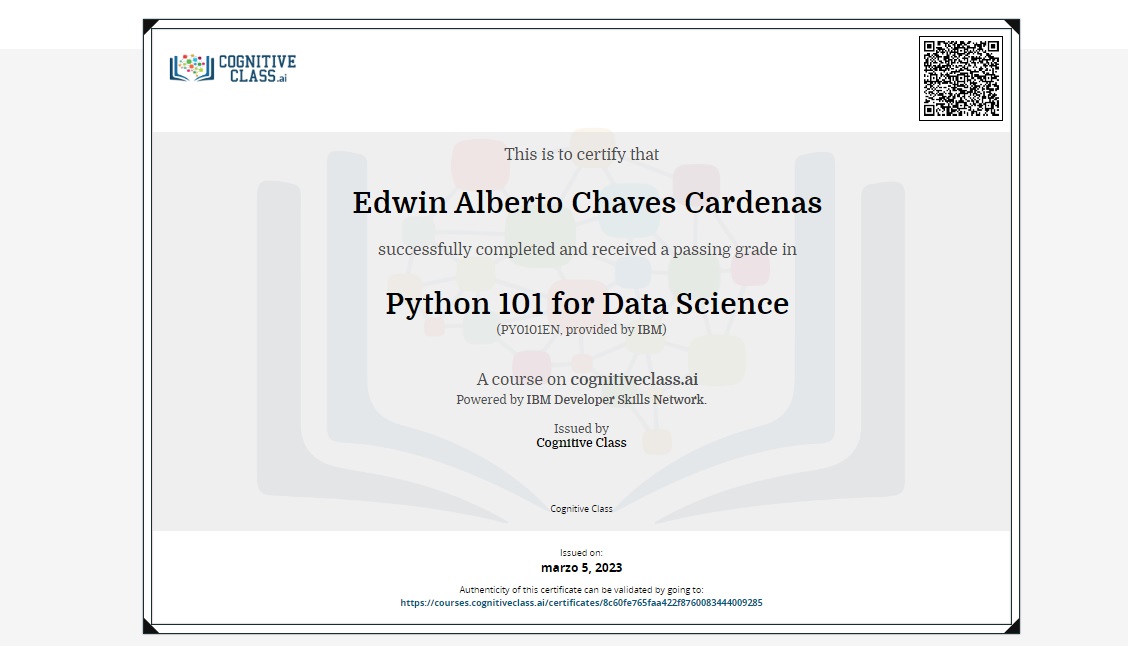 COGNITIVE
CLASS.ai
This is to certify that
Edwin Alberto Chaves Cardenas
successfully completed and received a passing grade in
Python 101 for Data Science
(PY0101EN, provided by IBM)
A course on cognitiveclass.ai
Powered by IBM Developer Skills Network.
Issued by
Cognitive Class
Cognitive Class
Issued on:
marzo 5, 2023
Authenticity of this certificate can be validated by going to:
https://courses.cognitiveclass.ai/certificates/8c60fe765faa422f8760083444009285